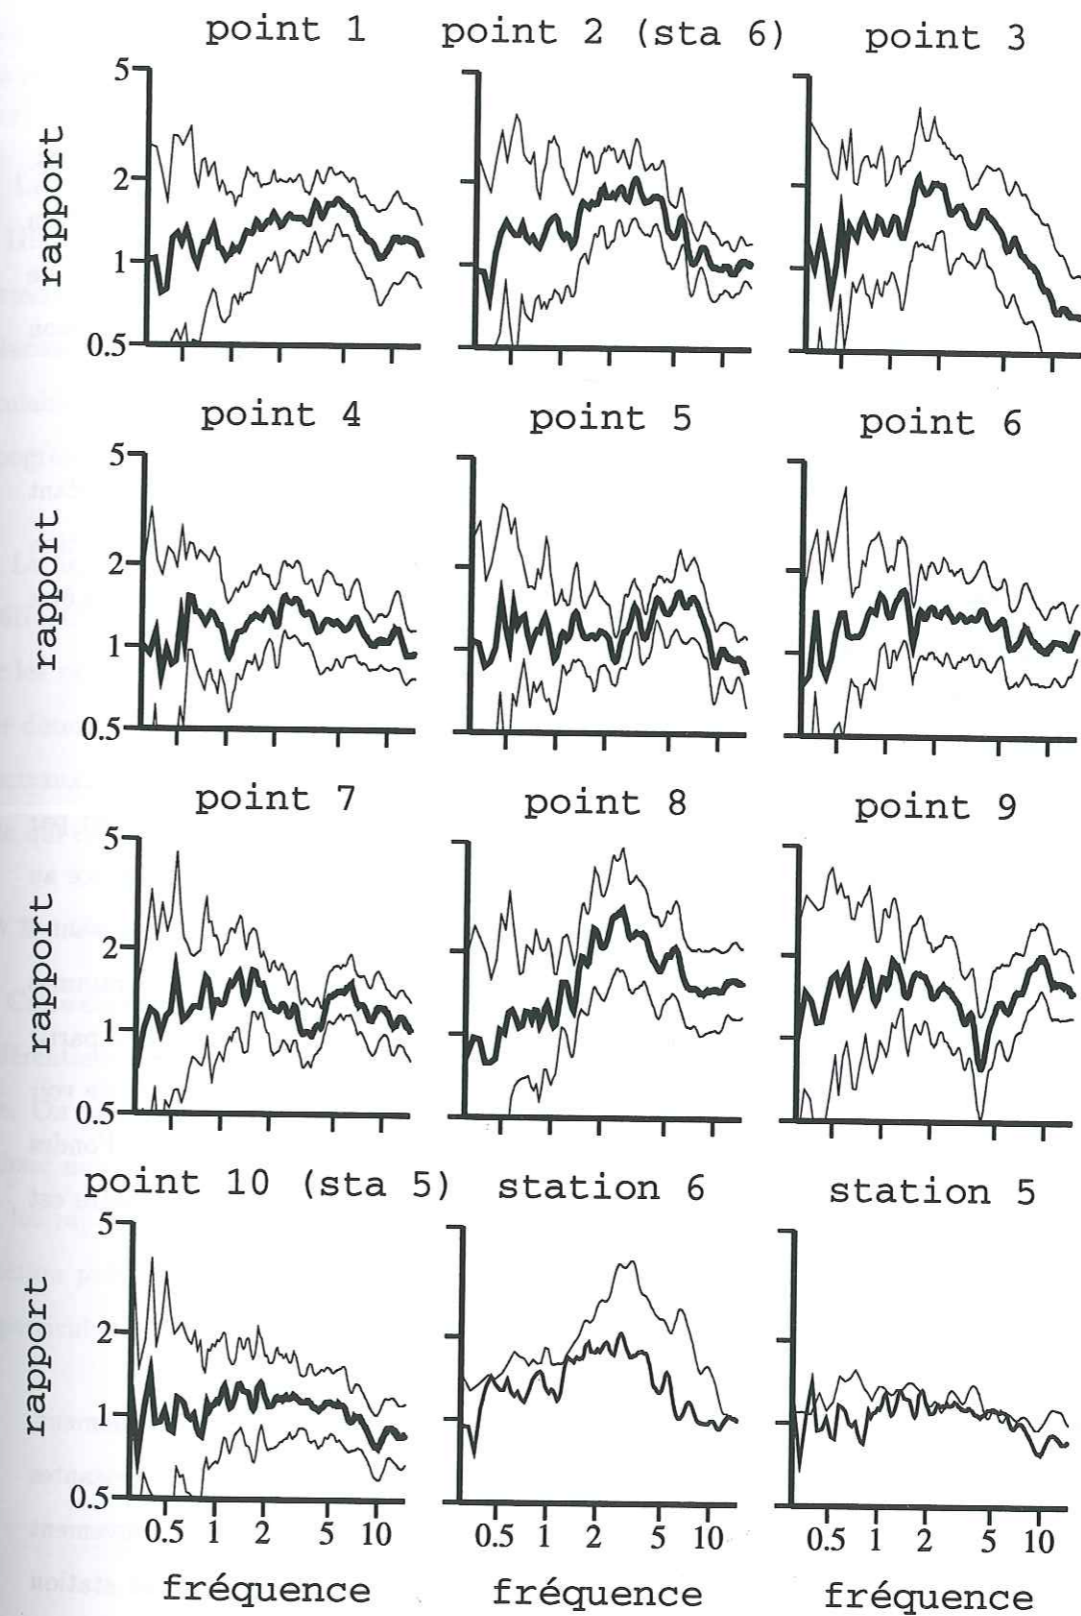 point 1
point 2 (sta 6)
point 3
rapport
5
2
1
0.5
point 4
point 5
point 6
rapport
5
2
1
0.5
point 7
point 8
point 9
rapport
5
2
1
0.5
point 10 (sta 5)
station 6
station 5
rapport
5
2
1
0.5
0.5 1 2 5 10
0.5 1 2 5 10
0.5 1 2 5 10
fréquence
fréquence
fréquence